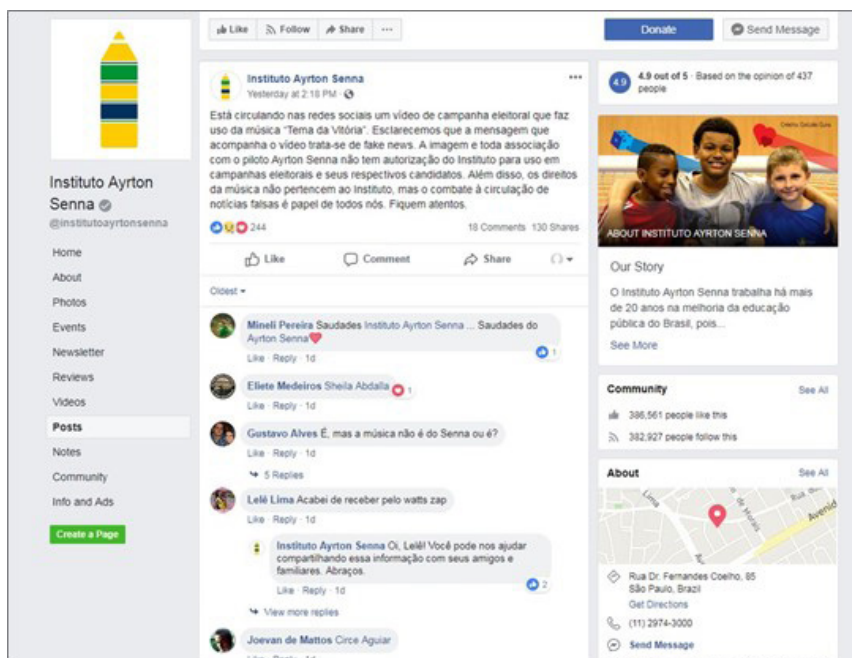 Like Follow Share
Donate Send Message
Instituto Ayrton Senna
@institutoayrtonsenna
Home
About
Photos
Events
Newsletter
Reviews
Videos
Posts
Notes
Community
Info and Ads
Create a Page
Instituto Ayrton Senna
Yesterday at 2:18 PM ·
Está circulando nas redes sociais um vídeo de campanha eleitoral que faz
uso da música "Tema da Vitória". Esclarecemos que a mensagem que
acompanha o vídeo trata-se de fake news. A imagem e toda associação
com o piloto Ayrton Senna não tem autorização do Instituto para uso em
campanhas eleitorais e seus respectivos candidatos. Além disso, os direitos
da música não pertencem ao Instituto, mas o combate à circulação de
notícias falsas é papel de todos nós. Fiquem atentos.
244 18 Comments 130 Shares
Like Comment Share
Oldest
Mineli Pereira Saudades Instituto Ayrton Senna ... Saudades do
Ayrton Senna
1
Like · Reply · 1d
Eliete Medeiros Sheila Abdalla 1
Like · Reply · 1d
Gustavo Alves É, mas a música não é do Senna ou é?
Like · Reply · 1d
5 Replies
Lelê Lima Acabei de receber pelo watts zap
Like · Reply · 1d
Instituto Ayrton Senna Oi, Lelê! Você pode nos ajudar
compartilhando essa informação com seus amigos e
familiares. Abraços.
2
Like · Reply · 1d
View more replies
Joevan de Mattos Circe Aguiar
Like · Reply · 1d
4.9 4.9 out of 5 · Based on the opinion of 437
people
ABOUT INSTITUTO AYRTON SENNA
Our Story
O Instituto Ayrton Senna trabalha há mais
de 20 anos na melhoria da educação
pública do Brasil, pois...
See More
Community See All
386,561 people like this
382,927 people follow this
About See All
Lima
de Morais
Avenid
Rua Dr. Fernandes Coelho, 85
São Paulo, Brazil
Get Directions
(11) 2974-3000
Send Message